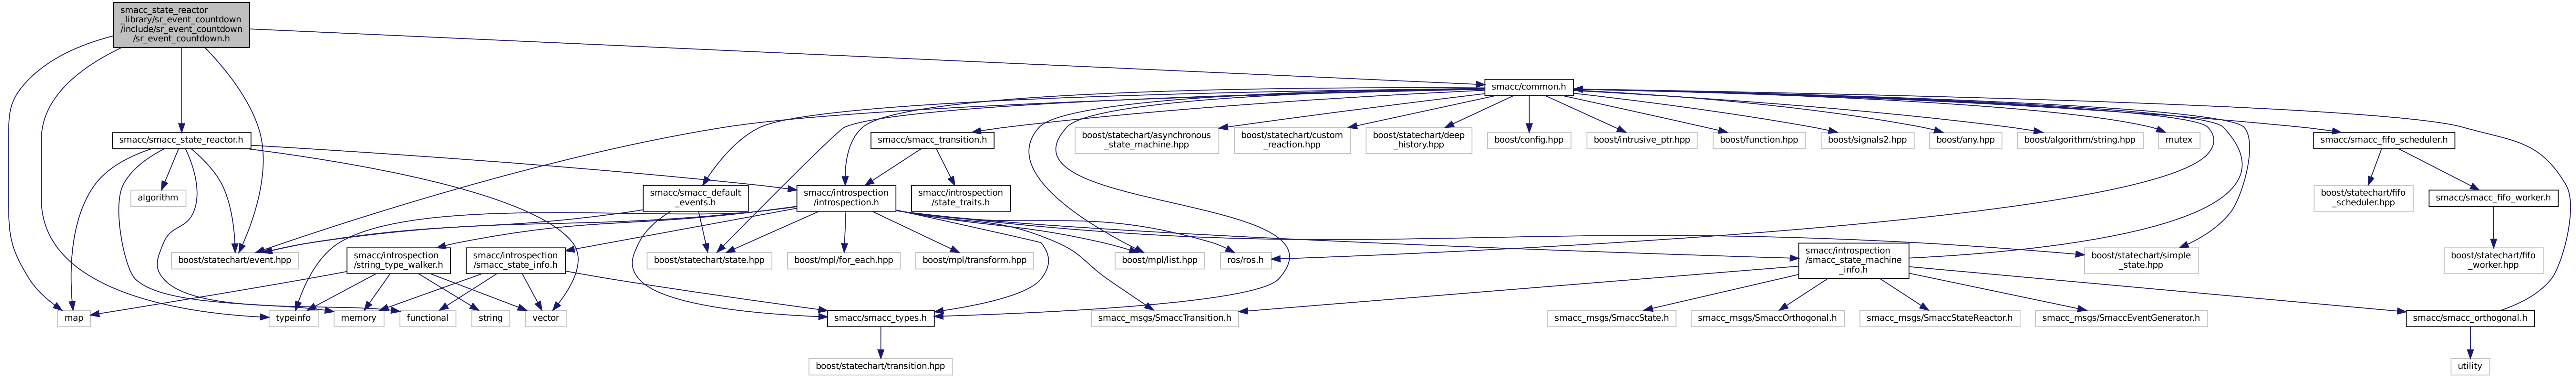 smacc_state_reactor
_library/sr_event_countdown
/include/sr_event_countdown
/sr_event_countdown.h
smacc/common.h
smacc/smacc_state_reactor.h
smacc/smacc_transition.h
boost/statechart/asynchronous
_state_machine.hpp
boost/statechart/custom
_reaction.hpp
boost/statechart/deep
_history.hpp
boost/config.hpp
boost/intrusive_ptr.hpp
boost/function.hpp
boost/signals2.hpp
boost/any.hpp
boost/algorithm/string.hpp
mutex
smacc/smacc_fifo_scheduler.h
algorithm
smacc/smacc_default
_events.h
smacc/introspection
/introspection.h
smacc/introspection
/state_traits.h
boost/statechart/fifo
_scheduler.hpp
smacc/smacc_fifo_worker.h
boost/statechart/event.hpp
smacc/introspection
/string_type_walker.h
smacc/introspection
/smacc_state_info.h
boost/statechart/state.hpp
boost/mpl/for_each.hpp
boost/mpl/transform.hpp
boost/mpl/list.hpp
ros/ros.h
smacc/introspection
/smacc_state_machine
_info.h
boost/statechart/simple
_state.hpp
boost/statechart/fifo
_worker.hpp
map
typeinfo
memory
functional
string
vector
smacc/smacc_types.h
smacc_msgs/SmaccTransition.h
smacc_msgs/SmaccState.h
smacc_msgs/SmaccOrthogonal.h
smacc_msgs/SmaccStateReactor.h
smacc_msgs/SmaccEventGenerator.h
smacc/smacc_orthogonal.h
boost/statechart/transition.hpp
utility